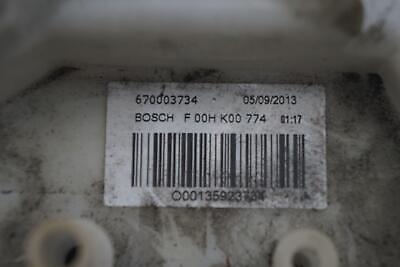 670003734 05/09/2013
BOSCH F 00H K00 774 01:17